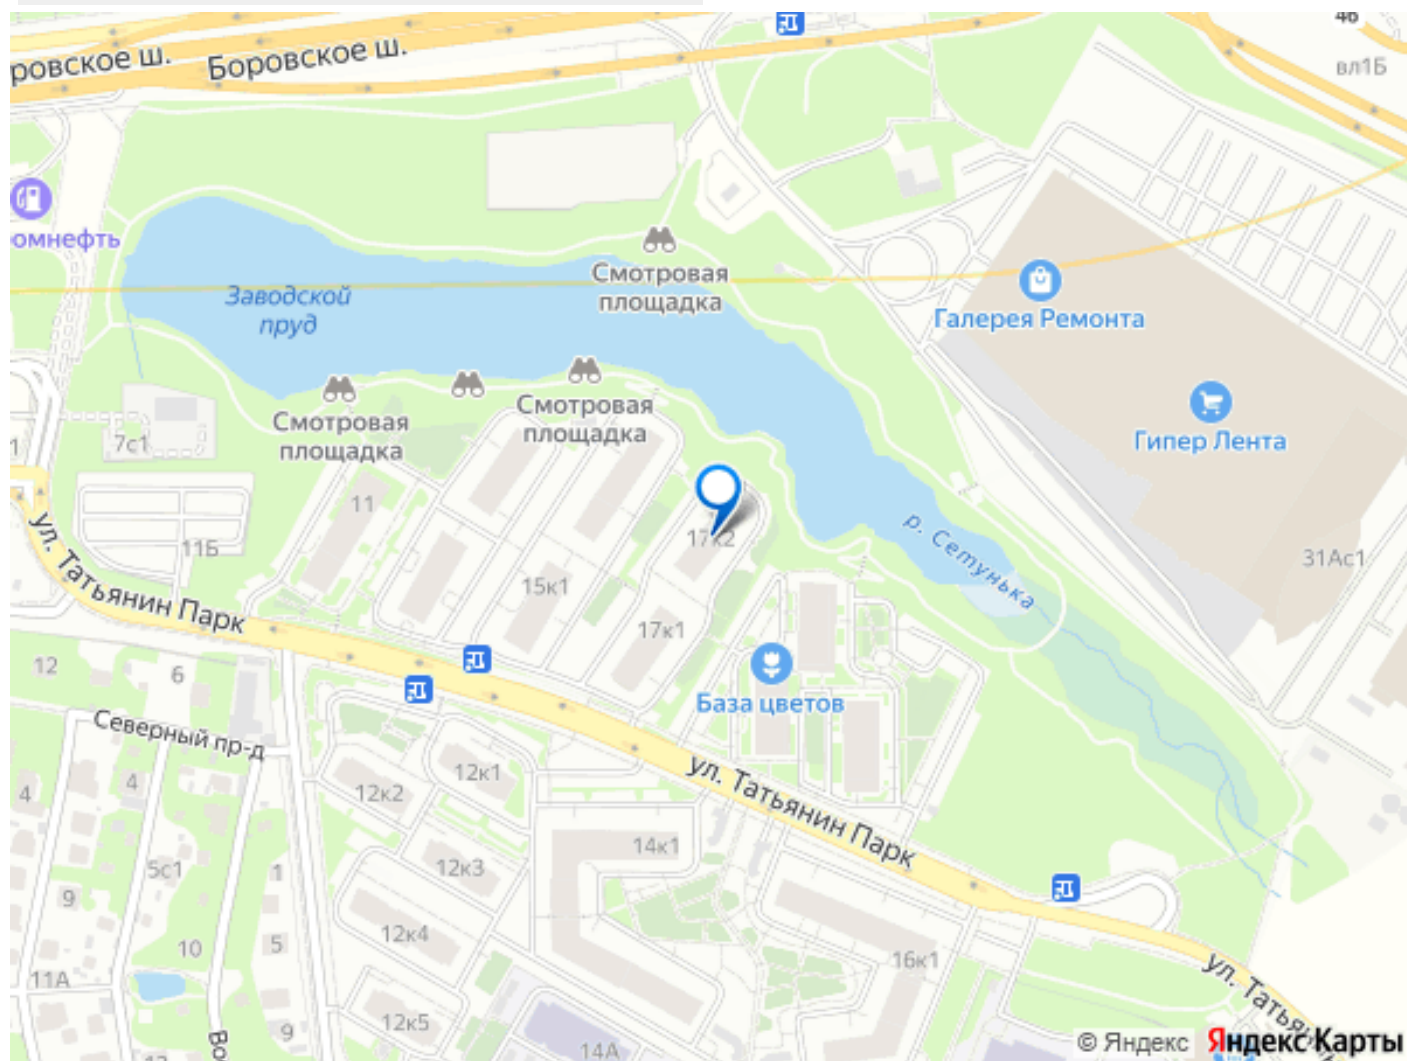 46
ровское ш.
Боровское ш.
вл1Б
омнефть
Смотровая
площадка
Заводской
пруд
Галерея Ремонта
Смотровая
площадка
Смотровая
площадка
Гипер Лента
1
7с1
11
17к2
р. Сетунька
11Б
31Ас1
15к1
ул. Татьянин Парк
17к1
12
6
База цветов
Северный пр-д
12к1
ул. Татьянин Парк
4
4
12к2
14к1
5с1
1
12к3
9
12к4
10
5
16к1
11А
ул. Татья
12к5
9
Во
14А
© Яндекс
Яндекс Карты